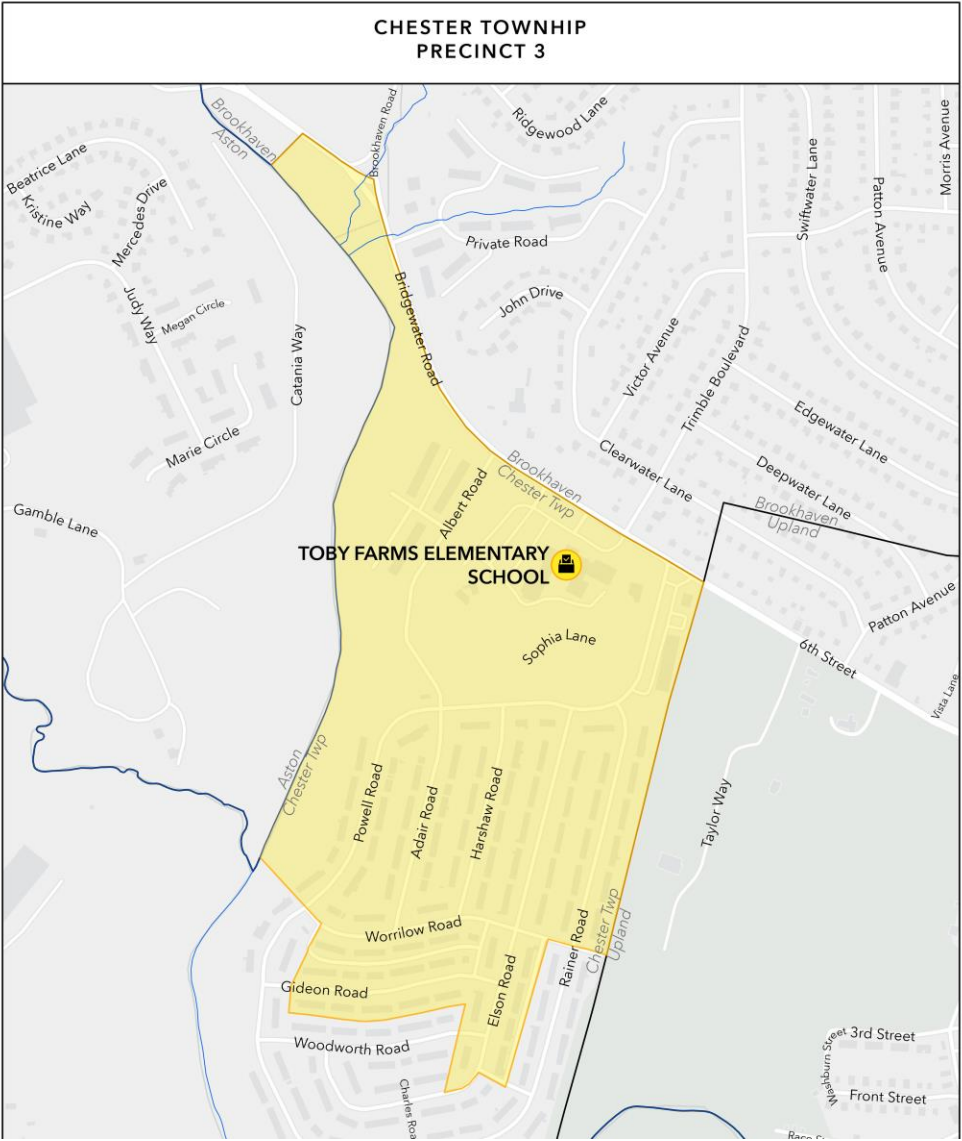 CHESTER TOWNHIP
PRECINCT 3
Brookhaven
Aston
Brookhaven Road
Ridgewood Lane
Swiftwater Lane
Patton Avenue
Morris Avenue
Beatrice Lane
Kristine Way
Mercedes Drive
Private Road
Judy Way
Megan Circle
Catania Way
Bridgewater Road
John Drive
Victor Avenue
Trimble Boulevard
Edgewater Lane
Marie Circle
Albert Road
Brookhaven
Chester Twp
Clearwater Lane
Deepwater Lane
Brookhaven
Upland
Gamble Lane
TOBY FARMS ELEMENTARY
SCHOOL
Patton Avenue
Sophia Lane
6th Street
Vista Lane
Aston
Chester Twp
Powell Road
Adair Road
Harshaw Road
Taylor Way
Worrilow Road
Rainer Road
Chester Twp
Upland
Gideon Road
Elson Road
Woodworth Road
Washburn Street
3rd Street
Front Street
Charles Roa